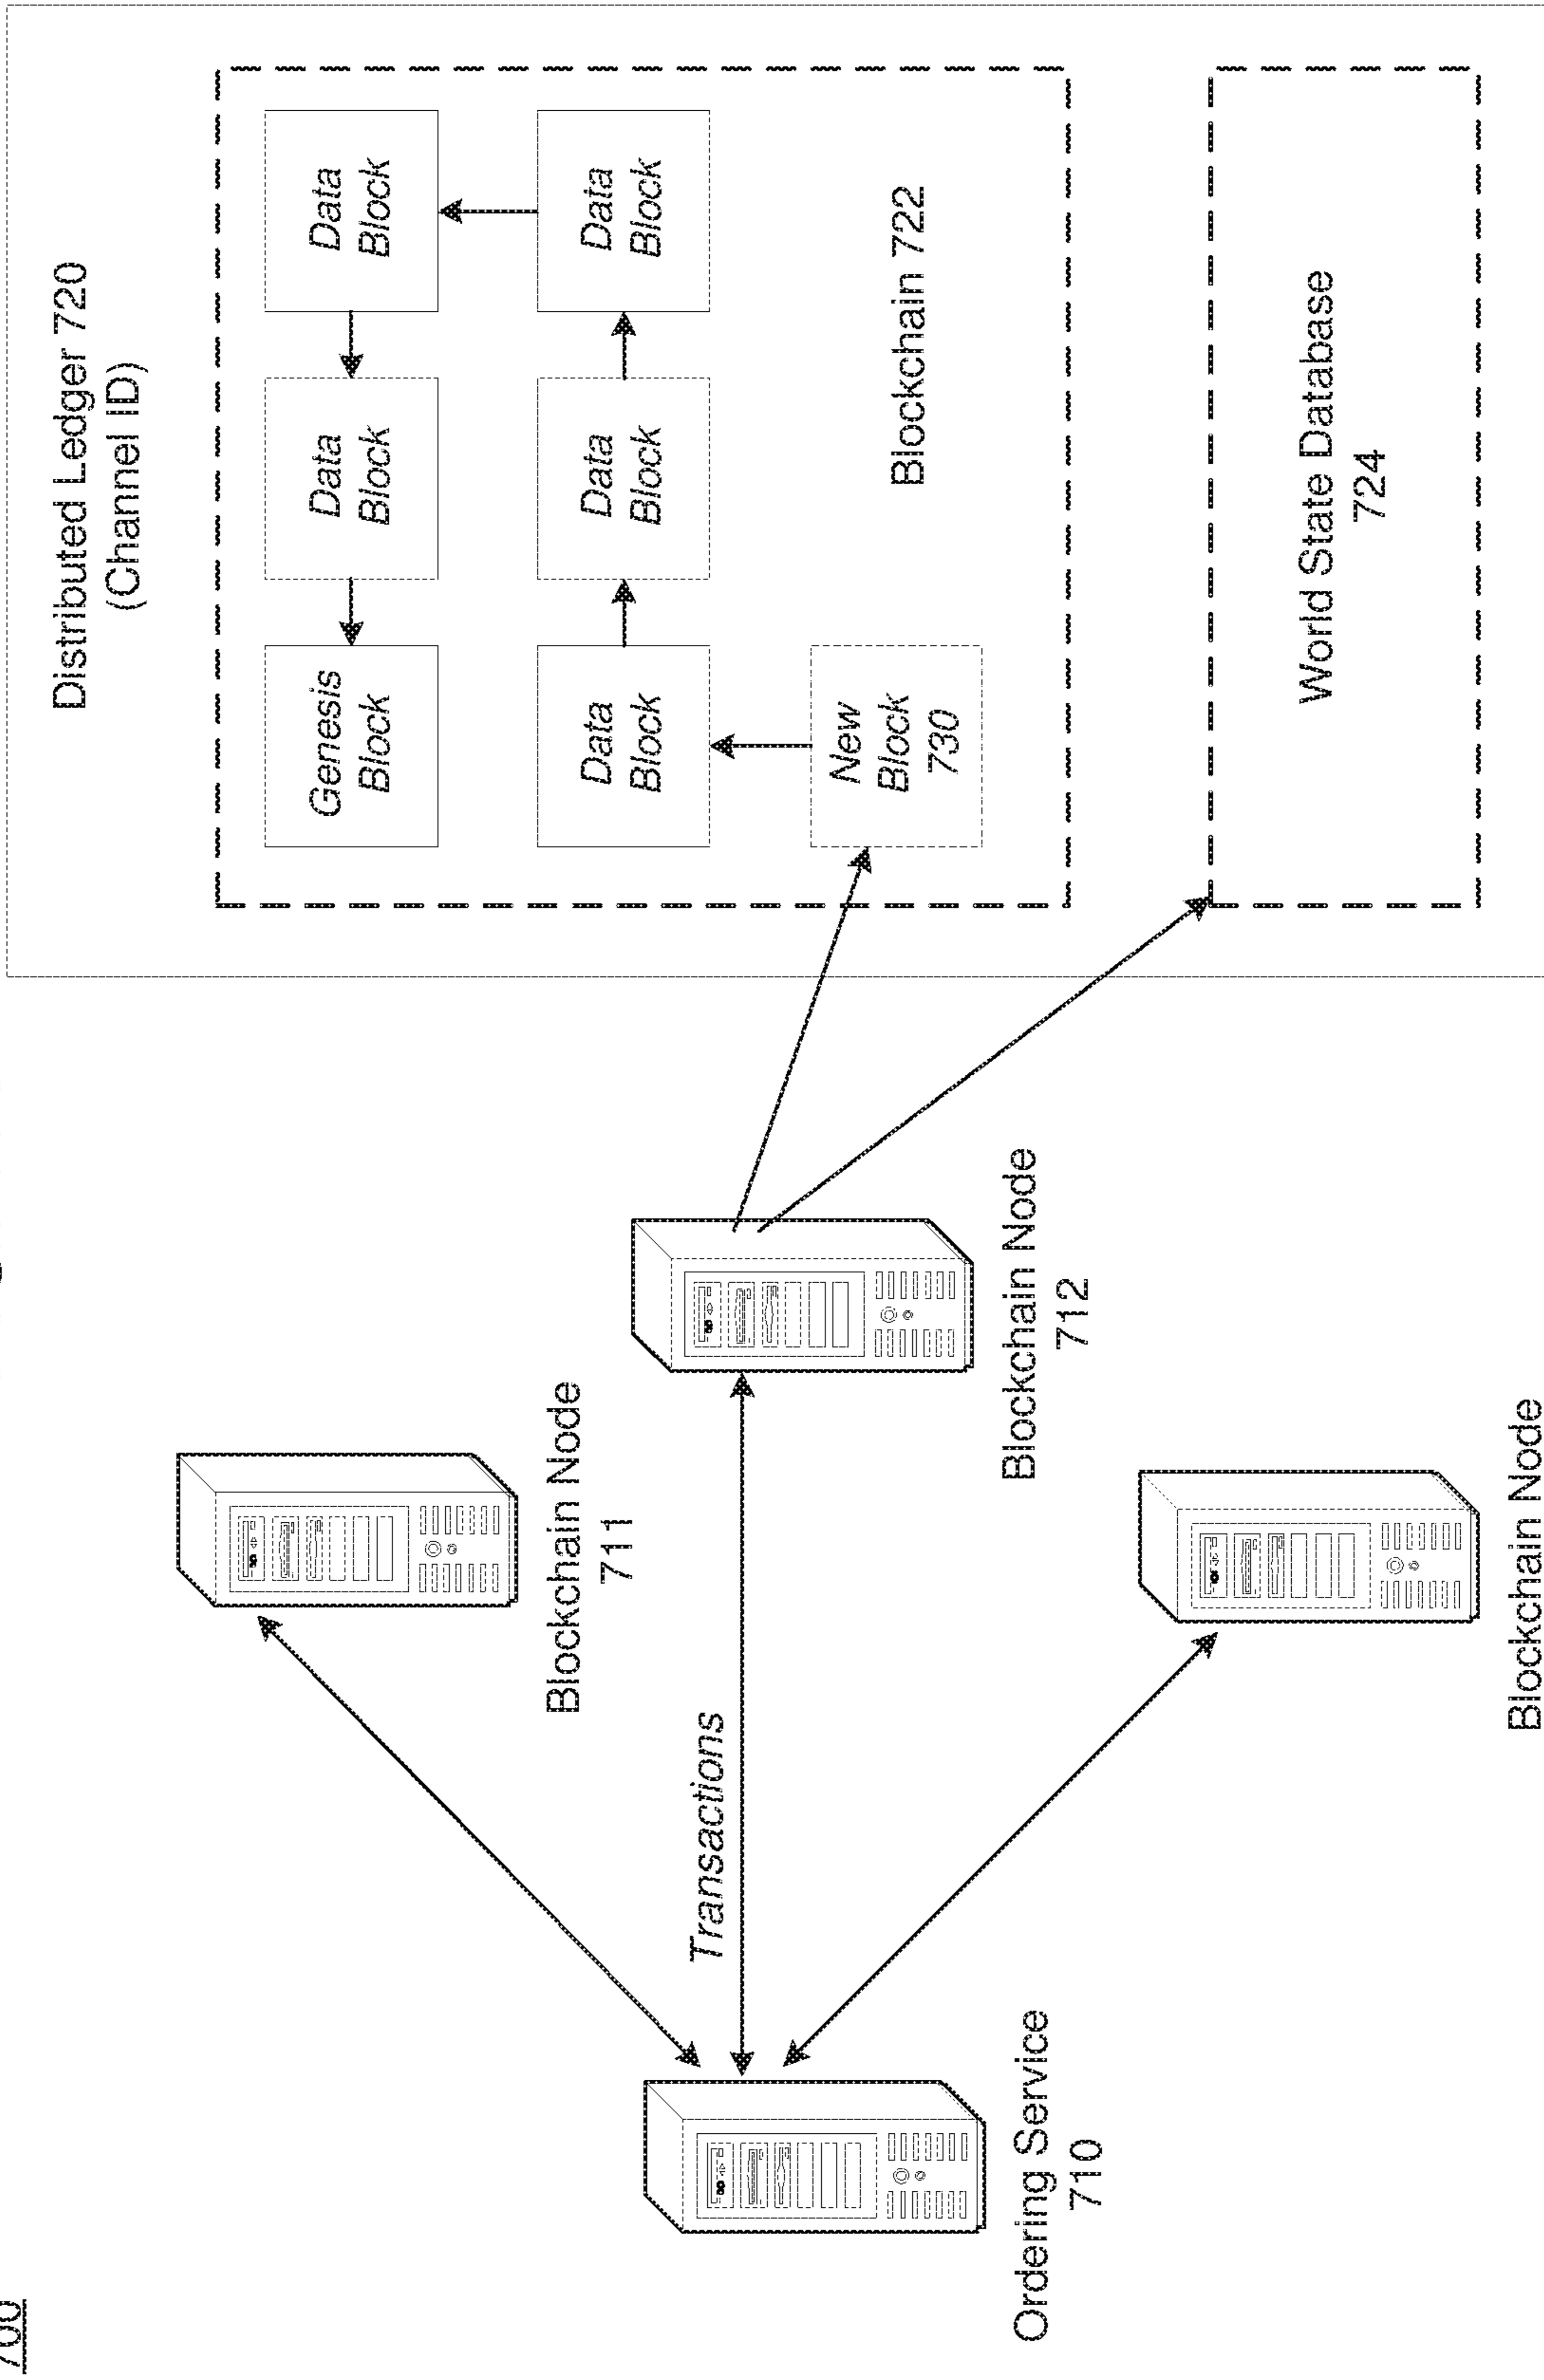 700
Distributed Ledger 720
(Channel ID)
Genesis
Block
Data
Block
Data
Block
Data
Block
Data
Block
Data
Block
New
Block
730
Blockchain 722
World State Database
724
Blockchain Node
711
Transactions
Ordering Service
710
Blockchain Node
712
Blockchain Node